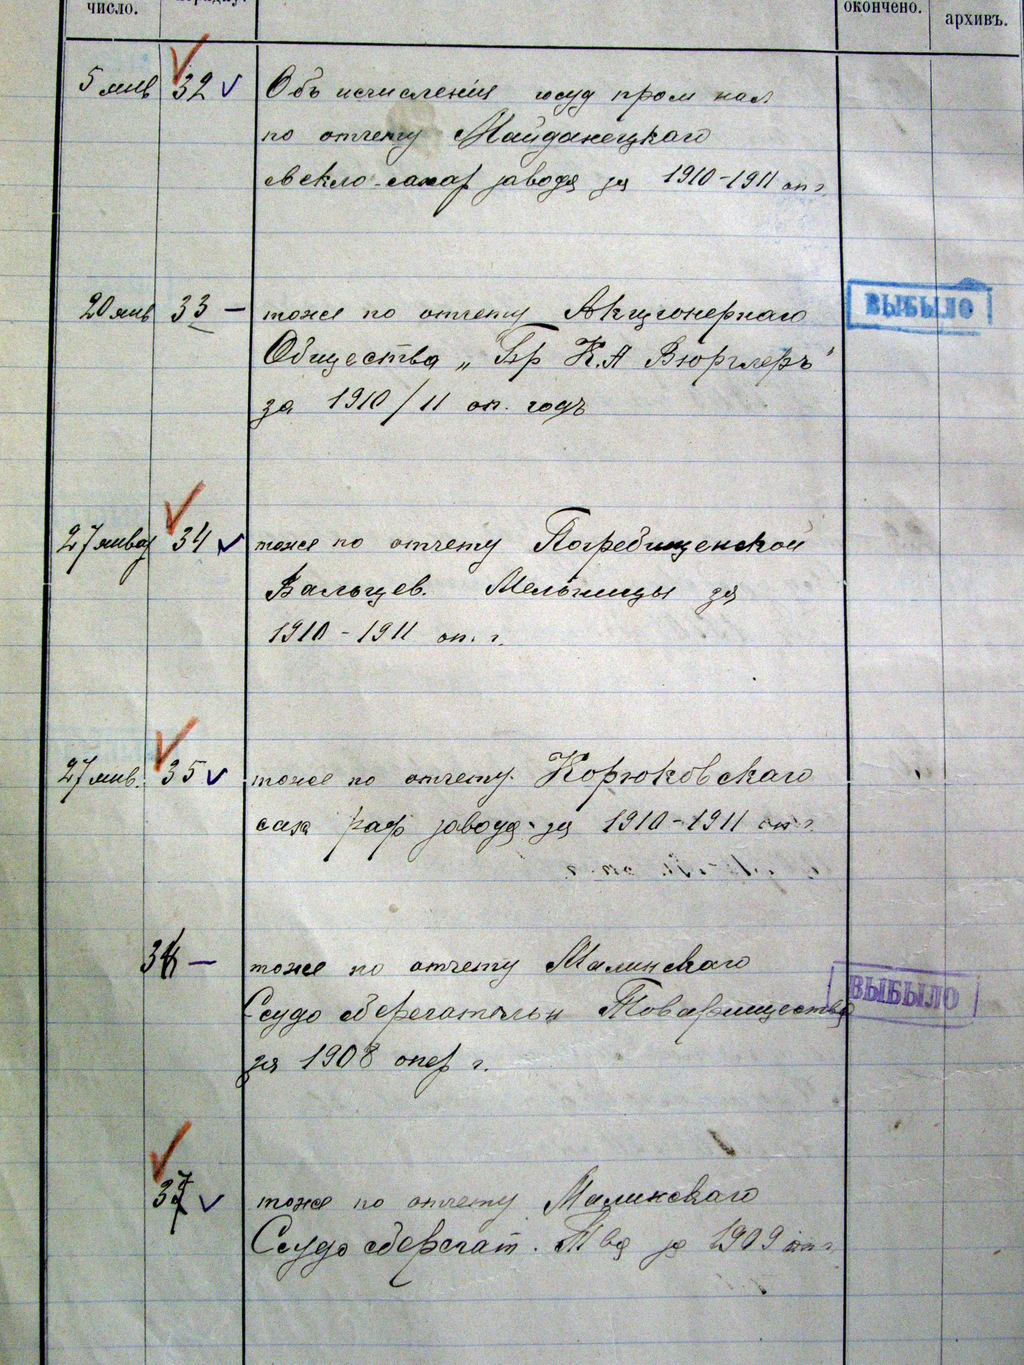 число.
окончено.
архивъ.
5 янв 32 Объ исчисленія госуд пром нал
по отчету Майданецкаго
свекло-сахар завода за 1910-1911 оп г.
20 янв 33 — тоже по отчету Акціонернаго
ВЫБЫЛО
Общества „Бр К.А Вюрглеръ"
за 1910/11 оп. годъ
27 январ 34 тоже по отчету Погребищенской
Вальцев. Мельницы за
1910-1911 оп. г.
27 янв. 35 тоже по отчету Корюковскаго
саха раф завода за 1910-1911 оп г
36 — тоже по отчету Малинскаго
ВЫБЫЛО
Ссудо сберегательн Товарищества
за 1908 опер г.
37 тоже по отчету Малинскаго
Ссудо сберегат. Т ва за 1909 оп г